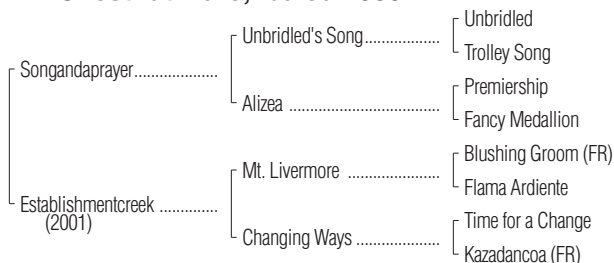 Unbridled
Unbridled's Song
Trolley Song
Songandaprayer
Premiership
Alizea
Fancy Medallion
Blushing Groom (FR)
Mt. Livermore
Flama Ardiente
Establishmentcreek
(2001)
Time for a Change
Changing Ways
Kazadancoa (FR)